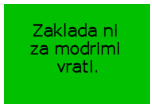 Zaklada ni
za modrimi
vrati.